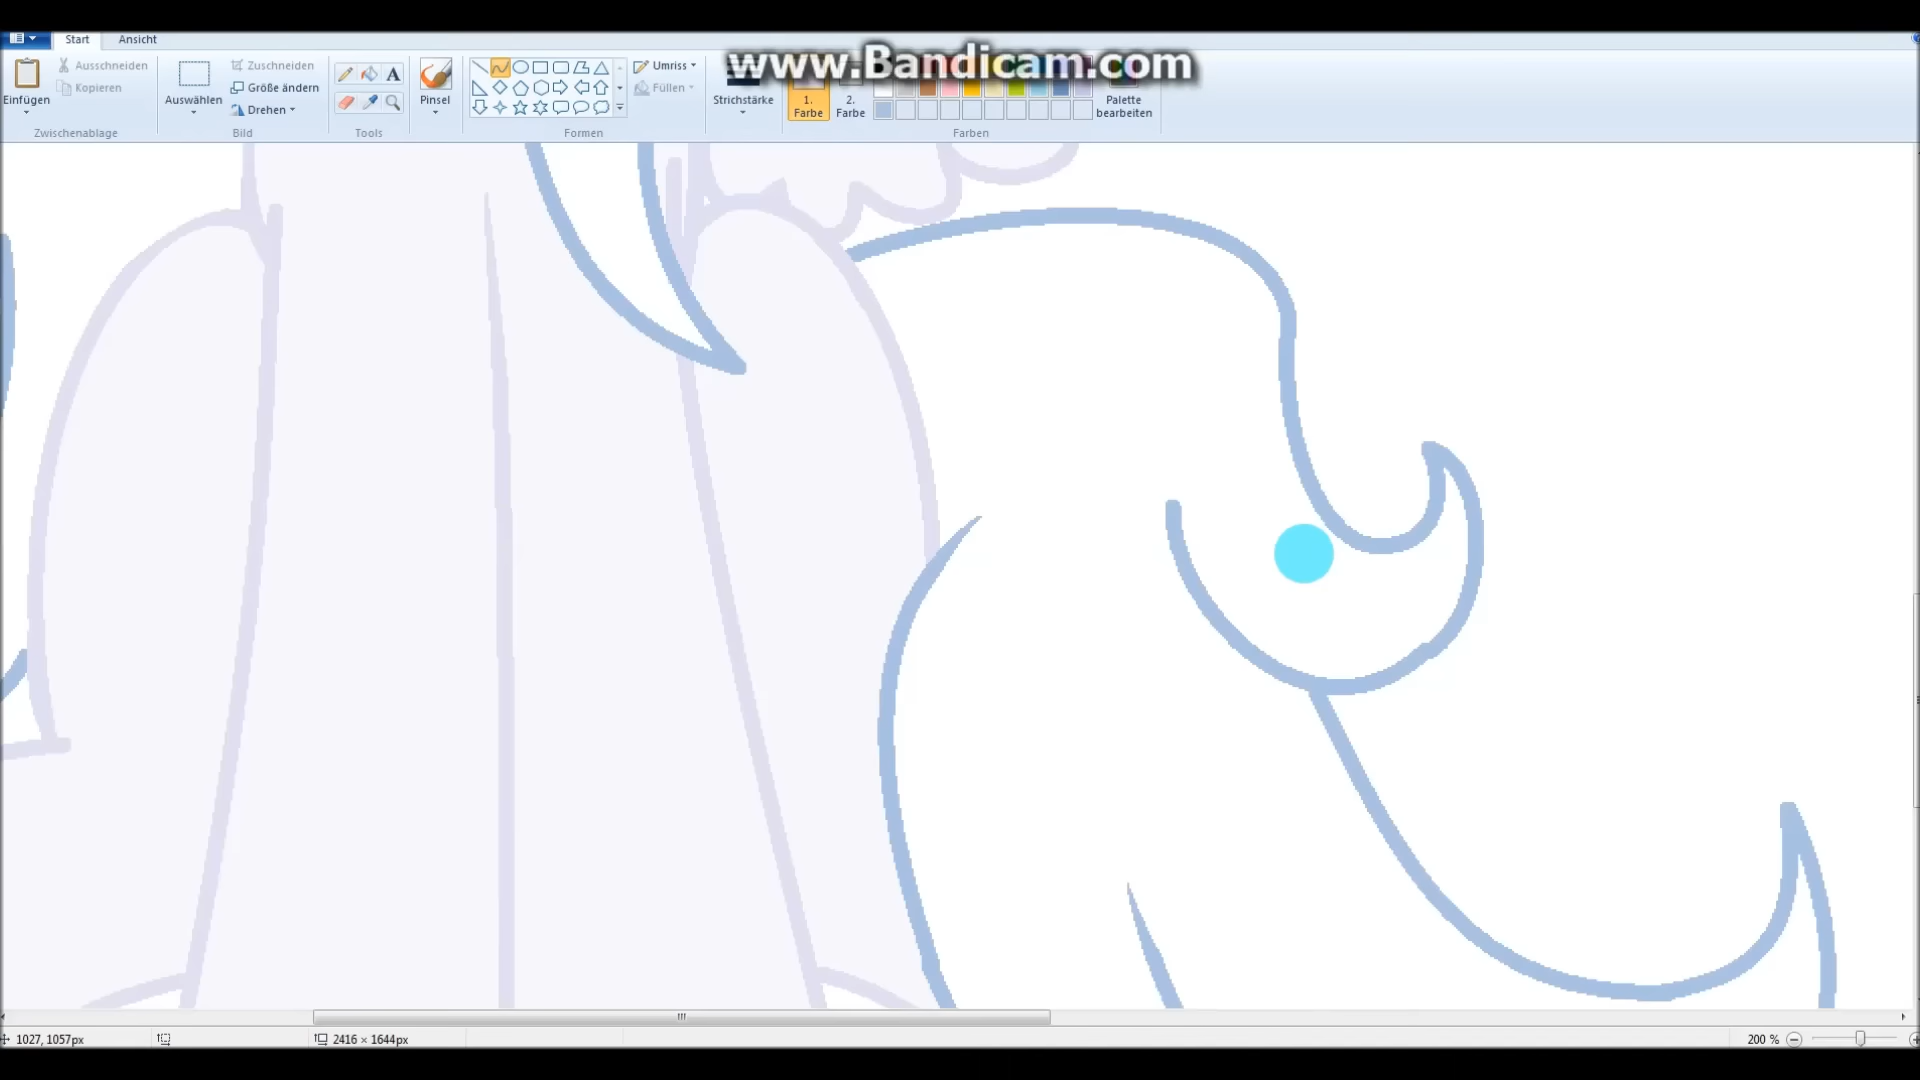 Start Ansicht
www.Bandicam.com
Einfügen
Ausschneiden
Kopieren
Zwischenablage
Auswählen
Zuschneiden
Größe ändern
Drehen
Bild
A
Tools
Pinsel
Umriss
Füllen
Formen
Strichstärke
1.
Farbe
2.
Farbe
Palette
bearbeiten
Farben
1027, 1057px
2416 × 1644px
200 %